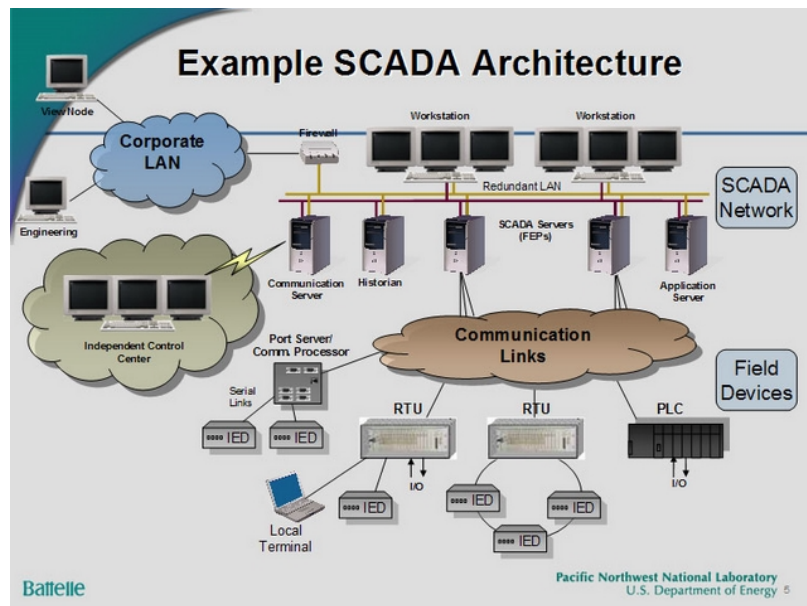 Example SCADA Architecture
View Node
Corporate
LAN
Firewall
Workstation
Workstation
Redundant LAN
SCADA
Network
Engineering
SCADA Servers
(FEPs)
Communication
Server
Historian
Application
Server
Independent Control
Center
Port Server/
Comm. Processor
Communication
Links
Field
Devices
Serial
Links
IED
IED
RTU
RTU
PLC
I/O
I/O
IED
IED
IED
IED
Local
Terminal
Battelle
Pacific Northwest National Laboratory
U.S. Department of Energy 5